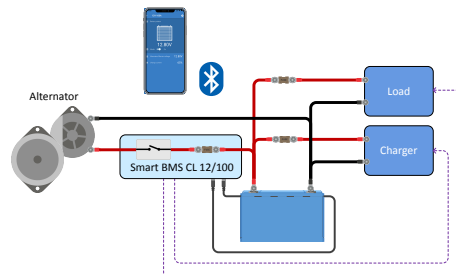 12.80V
Alternator
Load
Charger
Smart BMS CL 12/100